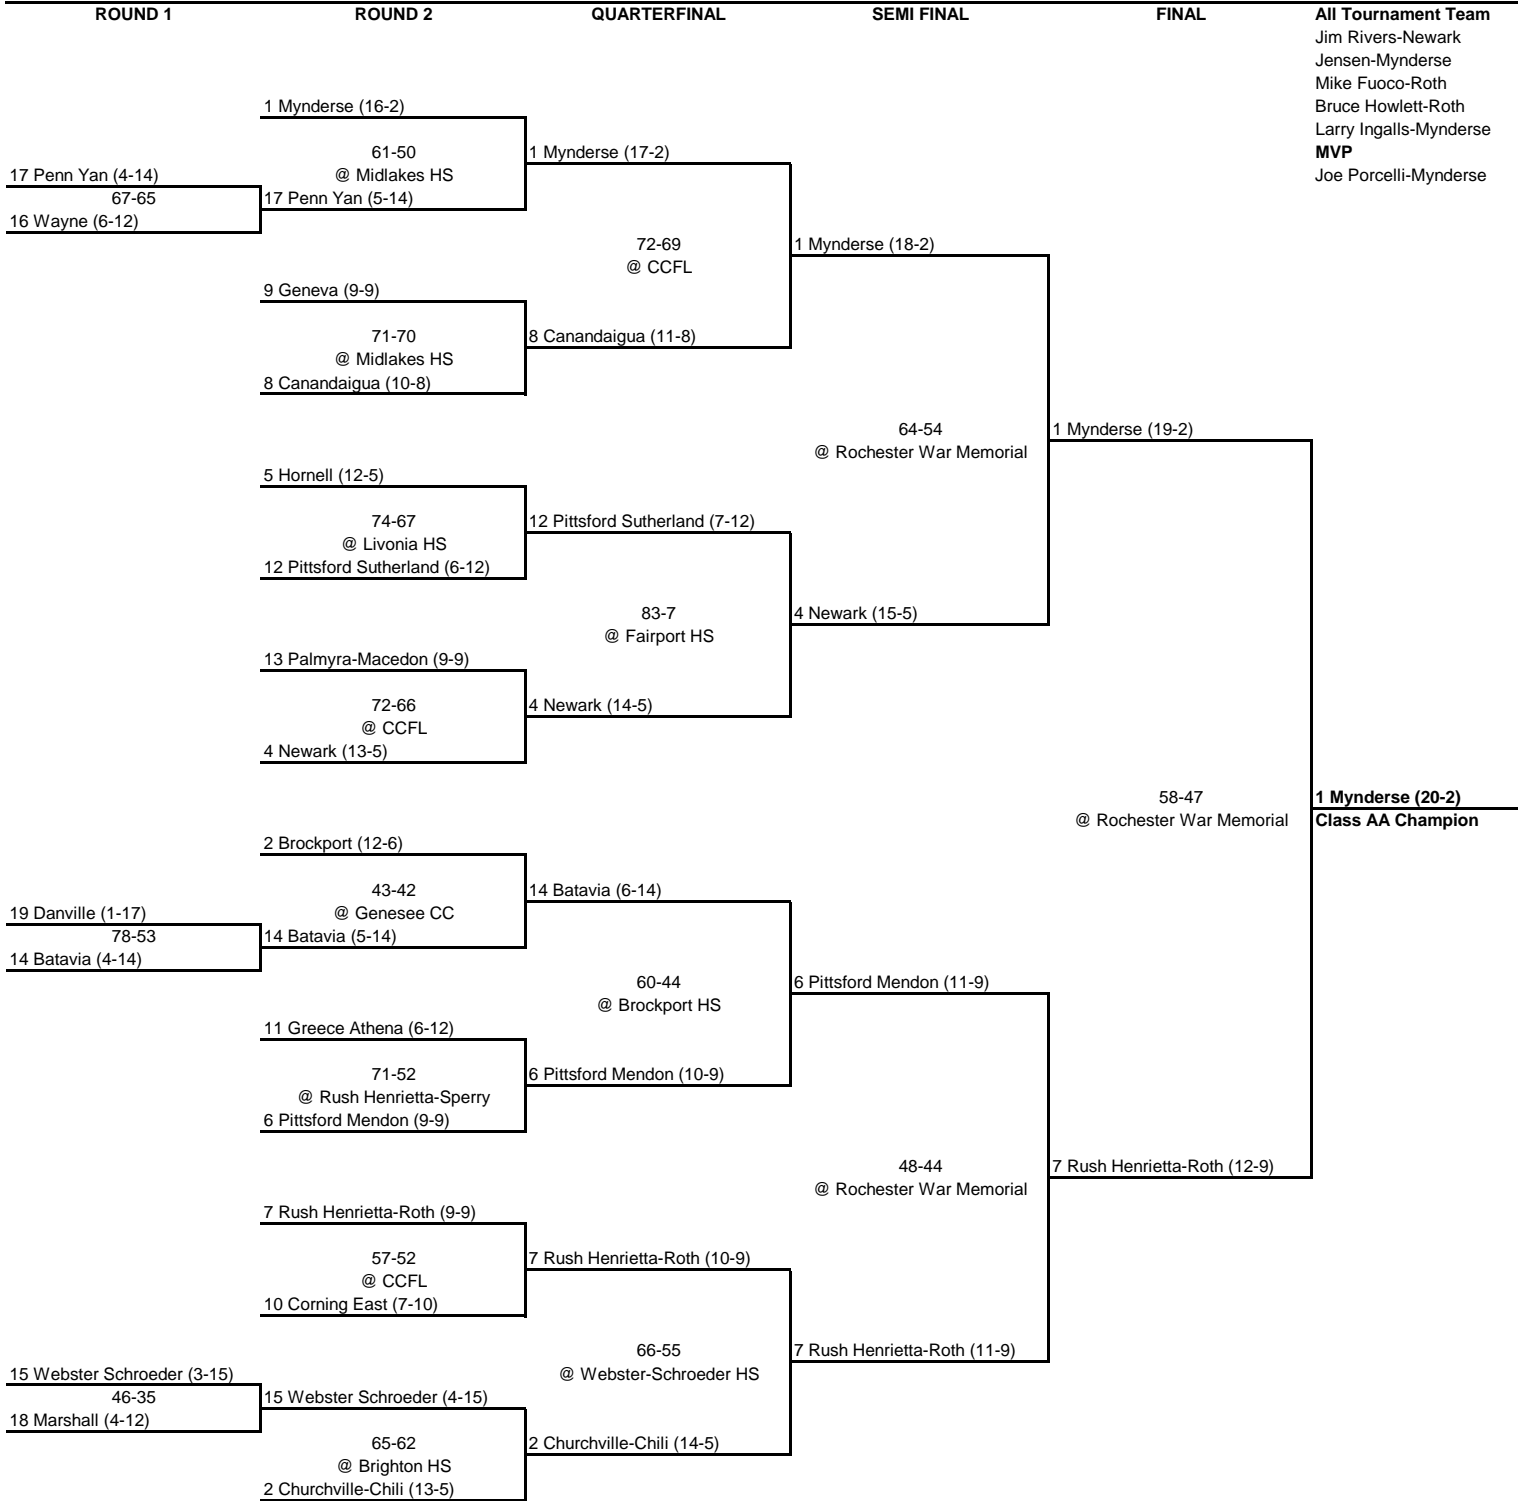 ROUND 1 ROUND 2 QUARTERFINAL SEMI FINAL FINAL All Tournament Team
Jim Rivers-Newark
Jensen-Mynderse
Mike Fuoco-Roth
Bruce Howlett-Roth
Larry Ingalls-Mynderse
MVP
Joe Porcelli-Mynderse
1 Mynderse (16-2)
61-50
@ Midlakes HS
1 Mynderse (17-2)
17 Penn Yan (4-14)
67-65
16 Wayne (6-12)
17 Penn Yan (5-14)
72-69
@ CCFL
1 Mynderse (18-2)
9 Geneva (9-9)
71-70
@ Midlakes HS
8 Canandaigua (10-8)
8 Canandaigua (11-8)
64-54
@ Rochester War Memorial
1 Mynderse (19-2)
5 Hornell (12-5)
74-67
@ Livonia HS
12 Pittsford Sutherland (6-12)
12 Pittsford Sutherland (7-12)
83-7
@ Fairport HS
4 Newark (15-5)
13 Palmyra-Macedon (9-9)
72-66
@ CCFL
4 Newark (13-5)
4 Newark (14-5)
58-47
@ Rochester War Memorial
1 Mynderse (20-2)
Class AA Champion
2 Brockport (12-6)
43-42
@ Genesee CC
14 Batavia (6-14)
19 Danville (1-17)
78-53
14 Batavia (4-14)
14 Batavia (5-14)
60-44
@ Brockport HS
6 Pittsford Mendon (11-9)
11 Greece Athena (6-12)
71-52
@ Rush Henrietta-Sperry
6 Pittsford Mendon (9-9)
6 Pittsford Mendon (10-9)
48-44
@ Rochester War Memorial
7 Rush Henrietta-Roth (12-9)
7 Rush Henrietta-Roth (9-9)
57-52
@ CCFL
10 Corning East (7-10)
7 Rush Henrietta-Roth (10-9)
66-55
@ Webster-Schroeder HS
7 Rush Henrietta-Roth (11-9)
15 Webster Schroeder (3-15)
46-35
18 Marshall (4-12)
15 Webster Schroeder (4-15)
65-62
@ Brighton HS
2 Churchville-Chili (13-5)
2 Churchville-Chili (14-5)